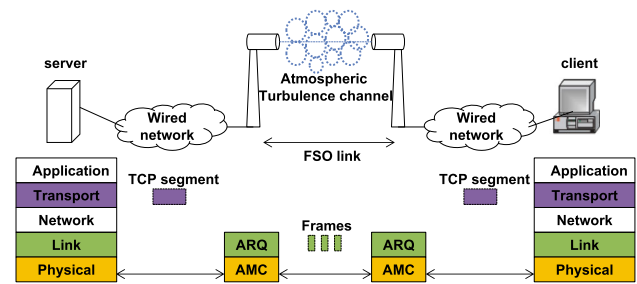 server
client
Atmospheric
Turbulence channel
Wired
network
Wired
network
FSO link
Application
Transport
Network
Link
Physical
TCP segment
TCP segment
Frames
ARQ
AMC
ARQ
AMC
Application
Transport
Network
Link
Physical